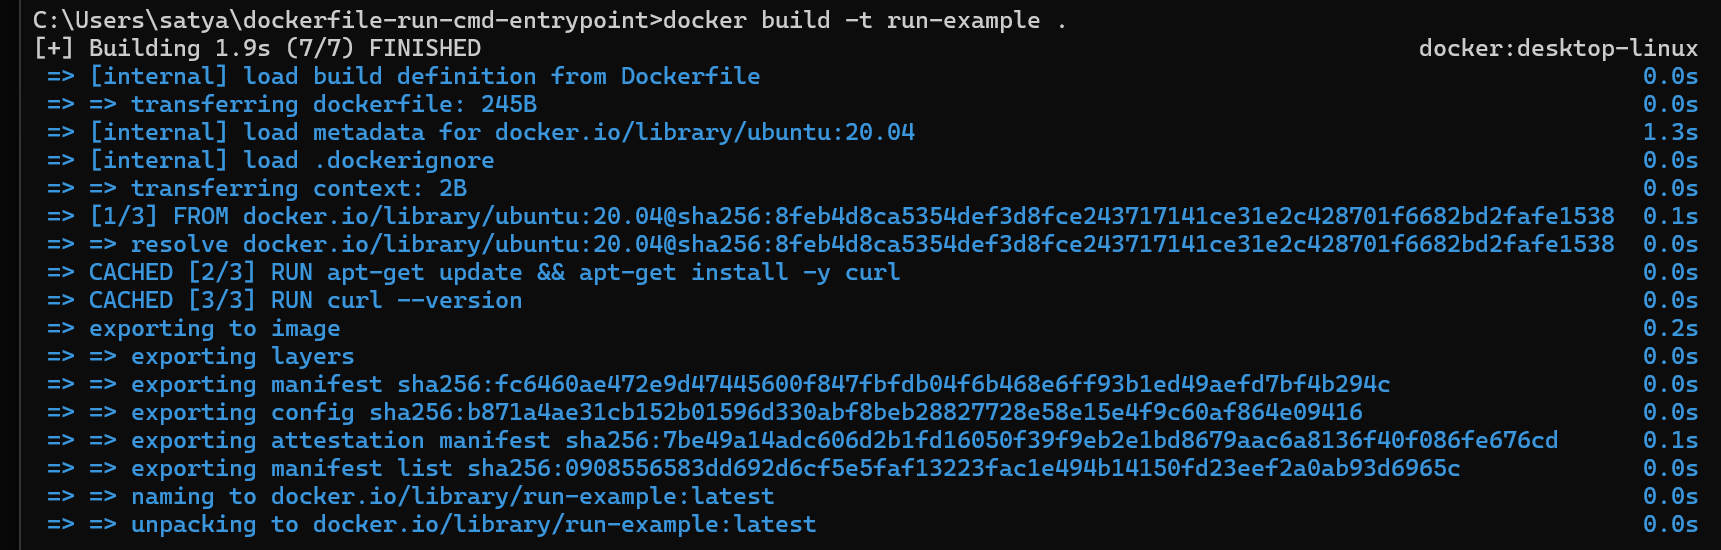 C:\Users\satya\dockerfile-run-cmd-entrypoint>docker build -t run-example .
[+] Building 1.9s (7/7) FINISHED docker:desktop-linux
=> [internal] load build definition from Dockerfile 0.0s
=> => transferring dockerfile: 245B 0.0s
=> [internal] load metadata for docker.io/library/ubuntu:20.04 1.3s
=> [internal] load .dockerignore 0.0s
=> => transferring context: 2B 0.0s
=> [1/3] FROM docker.io/library/ubuntu:20.04@sha256:8feb4d8ca5354def3d8fce243717141ce31e2c428701f6682bd2fafe1538 0.1s
=> => resolve docker.io/library/ubuntu:20.04@sha256:8feb4d8ca5354def3d8fce243717141ce31e2c428701f6682bd2fafe1538 0.0s
=> CACHED [2/3] RUN apt-get update && apt-get install -y curl 0.0s
=> CACHED [3/3] RUN curl --version 0.0s
=> exporting to image 0.2s
=> => exporting layers 0.0s
=> => exporting manifest sha256:fc6460ae472e9d47445600f847fbfdb04f6b468e6ff93b1ed49aefd7bf4b294c 0.0s
=> => exporting config sha256:b871a4ae31cb152b01596d330abf8beb28827728e58e15e4f9c60af864e09416 0.0s
=> => exporting attestation manifest sha256:7be49a14adc606d2b1fd16050f39f9eb2e1bd8679aac6a8136f40f086fe676cd 0.1s
=> => exporting manifest list sha256:0908556583dd692d6cf5e5faf13223fac1e494b14150fd23eef2a0ab93d6965c 0.0s
=> => naming to docker.io/library/run-example:latest 0.0s
=> => unpacking to docker.io/library/run-example:latest 0.0s